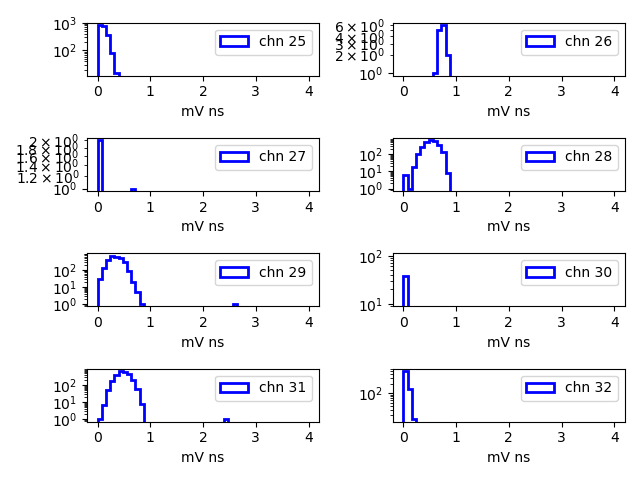 10³
10²
chn 25
0 1 2 3 4
mV ns
6 × 10⁰
4 × 10⁰
3 × 10⁰
2 × 10⁰
10⁰
chn 26
0 1 2 3 4
mV ns
2 × 10⁰
1.8 × 10⁰
1.6 × 10⁰
1.4 × 10⁰
1.2 × 10⁰
10⁰
chn 27
0 1 2 3 4
mV ns
10²
10¹
10⁰
chn 28
0 1 2 3 4
mV ns
10²
10¹
10⁰
chn 29
0 1 2 3 4
mV ns
10²
10¹
chn 30
0 1 2 3 4
mV ns
10²
10¹
10⁰
chn 31
0 1 2 3 4
mV ns
10²
chn 32
0 1 2 3 4
mV ns